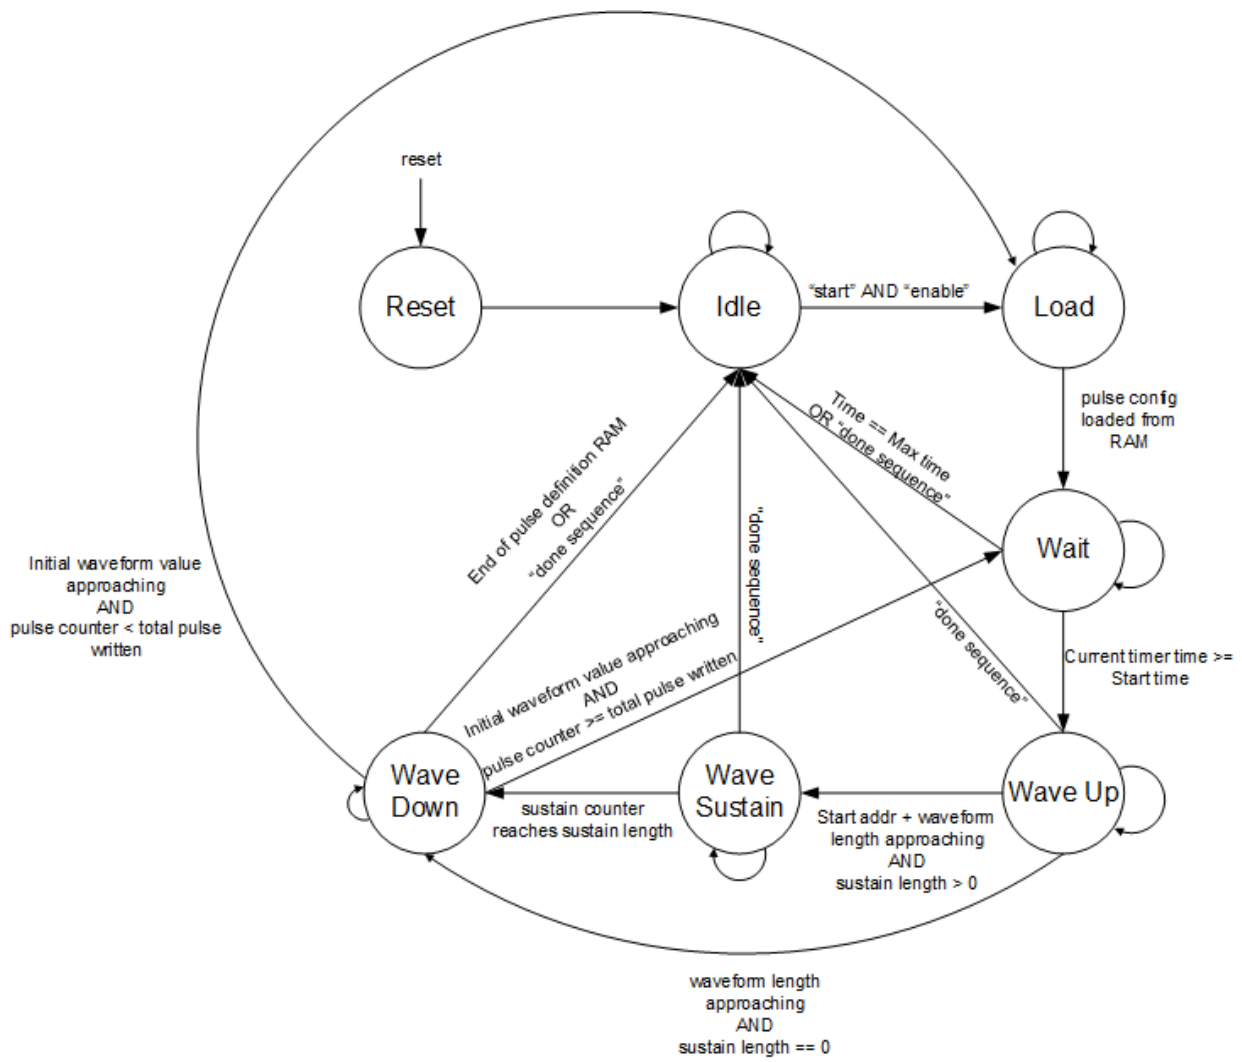 reset
Reset
Idle
"start" AND "enable"
Load
pulse config
loaded from
RAM
Time == Max time
OR "done sequence"
End of pulse definition RAM
OR
"done sequence"
"done sequence"
Wait
Initial waveform value
approaching
AND
pulse counter < total pulse
written
Initial waveform value approaching
AND
pulse counter >= total pulse written
"done sequence"
Current timer time >=
Start time
Wave
Down
sustain counter
reaches sustain length
Wave
Sustain
Start addr + waveform
length approaching
AND
sustain length > 0
Wave Up
waveform length
approaching
AND
sustain length == 0